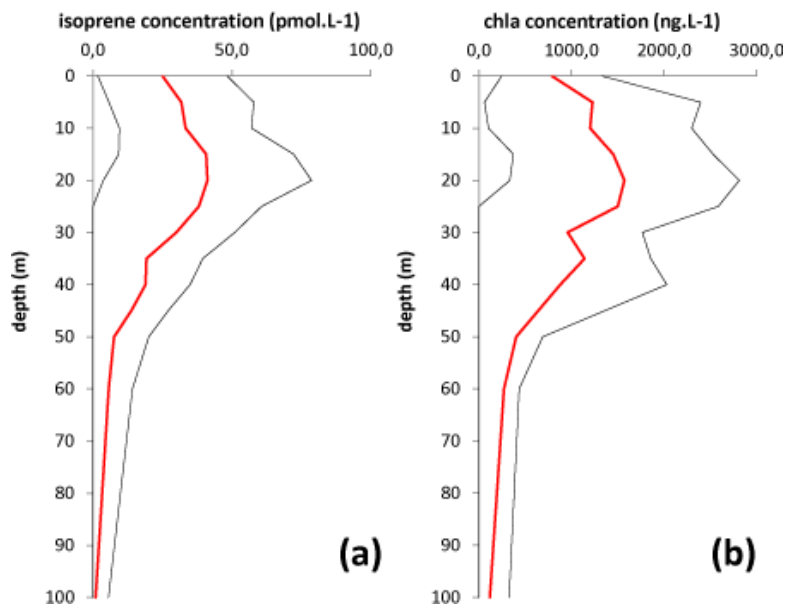 isoprene concentration (pmol.L-1)
0,0 50,0 100,0
0
10
20
30
40
50
60
70
80
90
100
depth (m)
(a)
chla concentration (ng.L-1)
0,0 1000,0 2000,0 3000,0
0
10
20
30
40
50
60
70
80
90
100
depth (m)
(b)